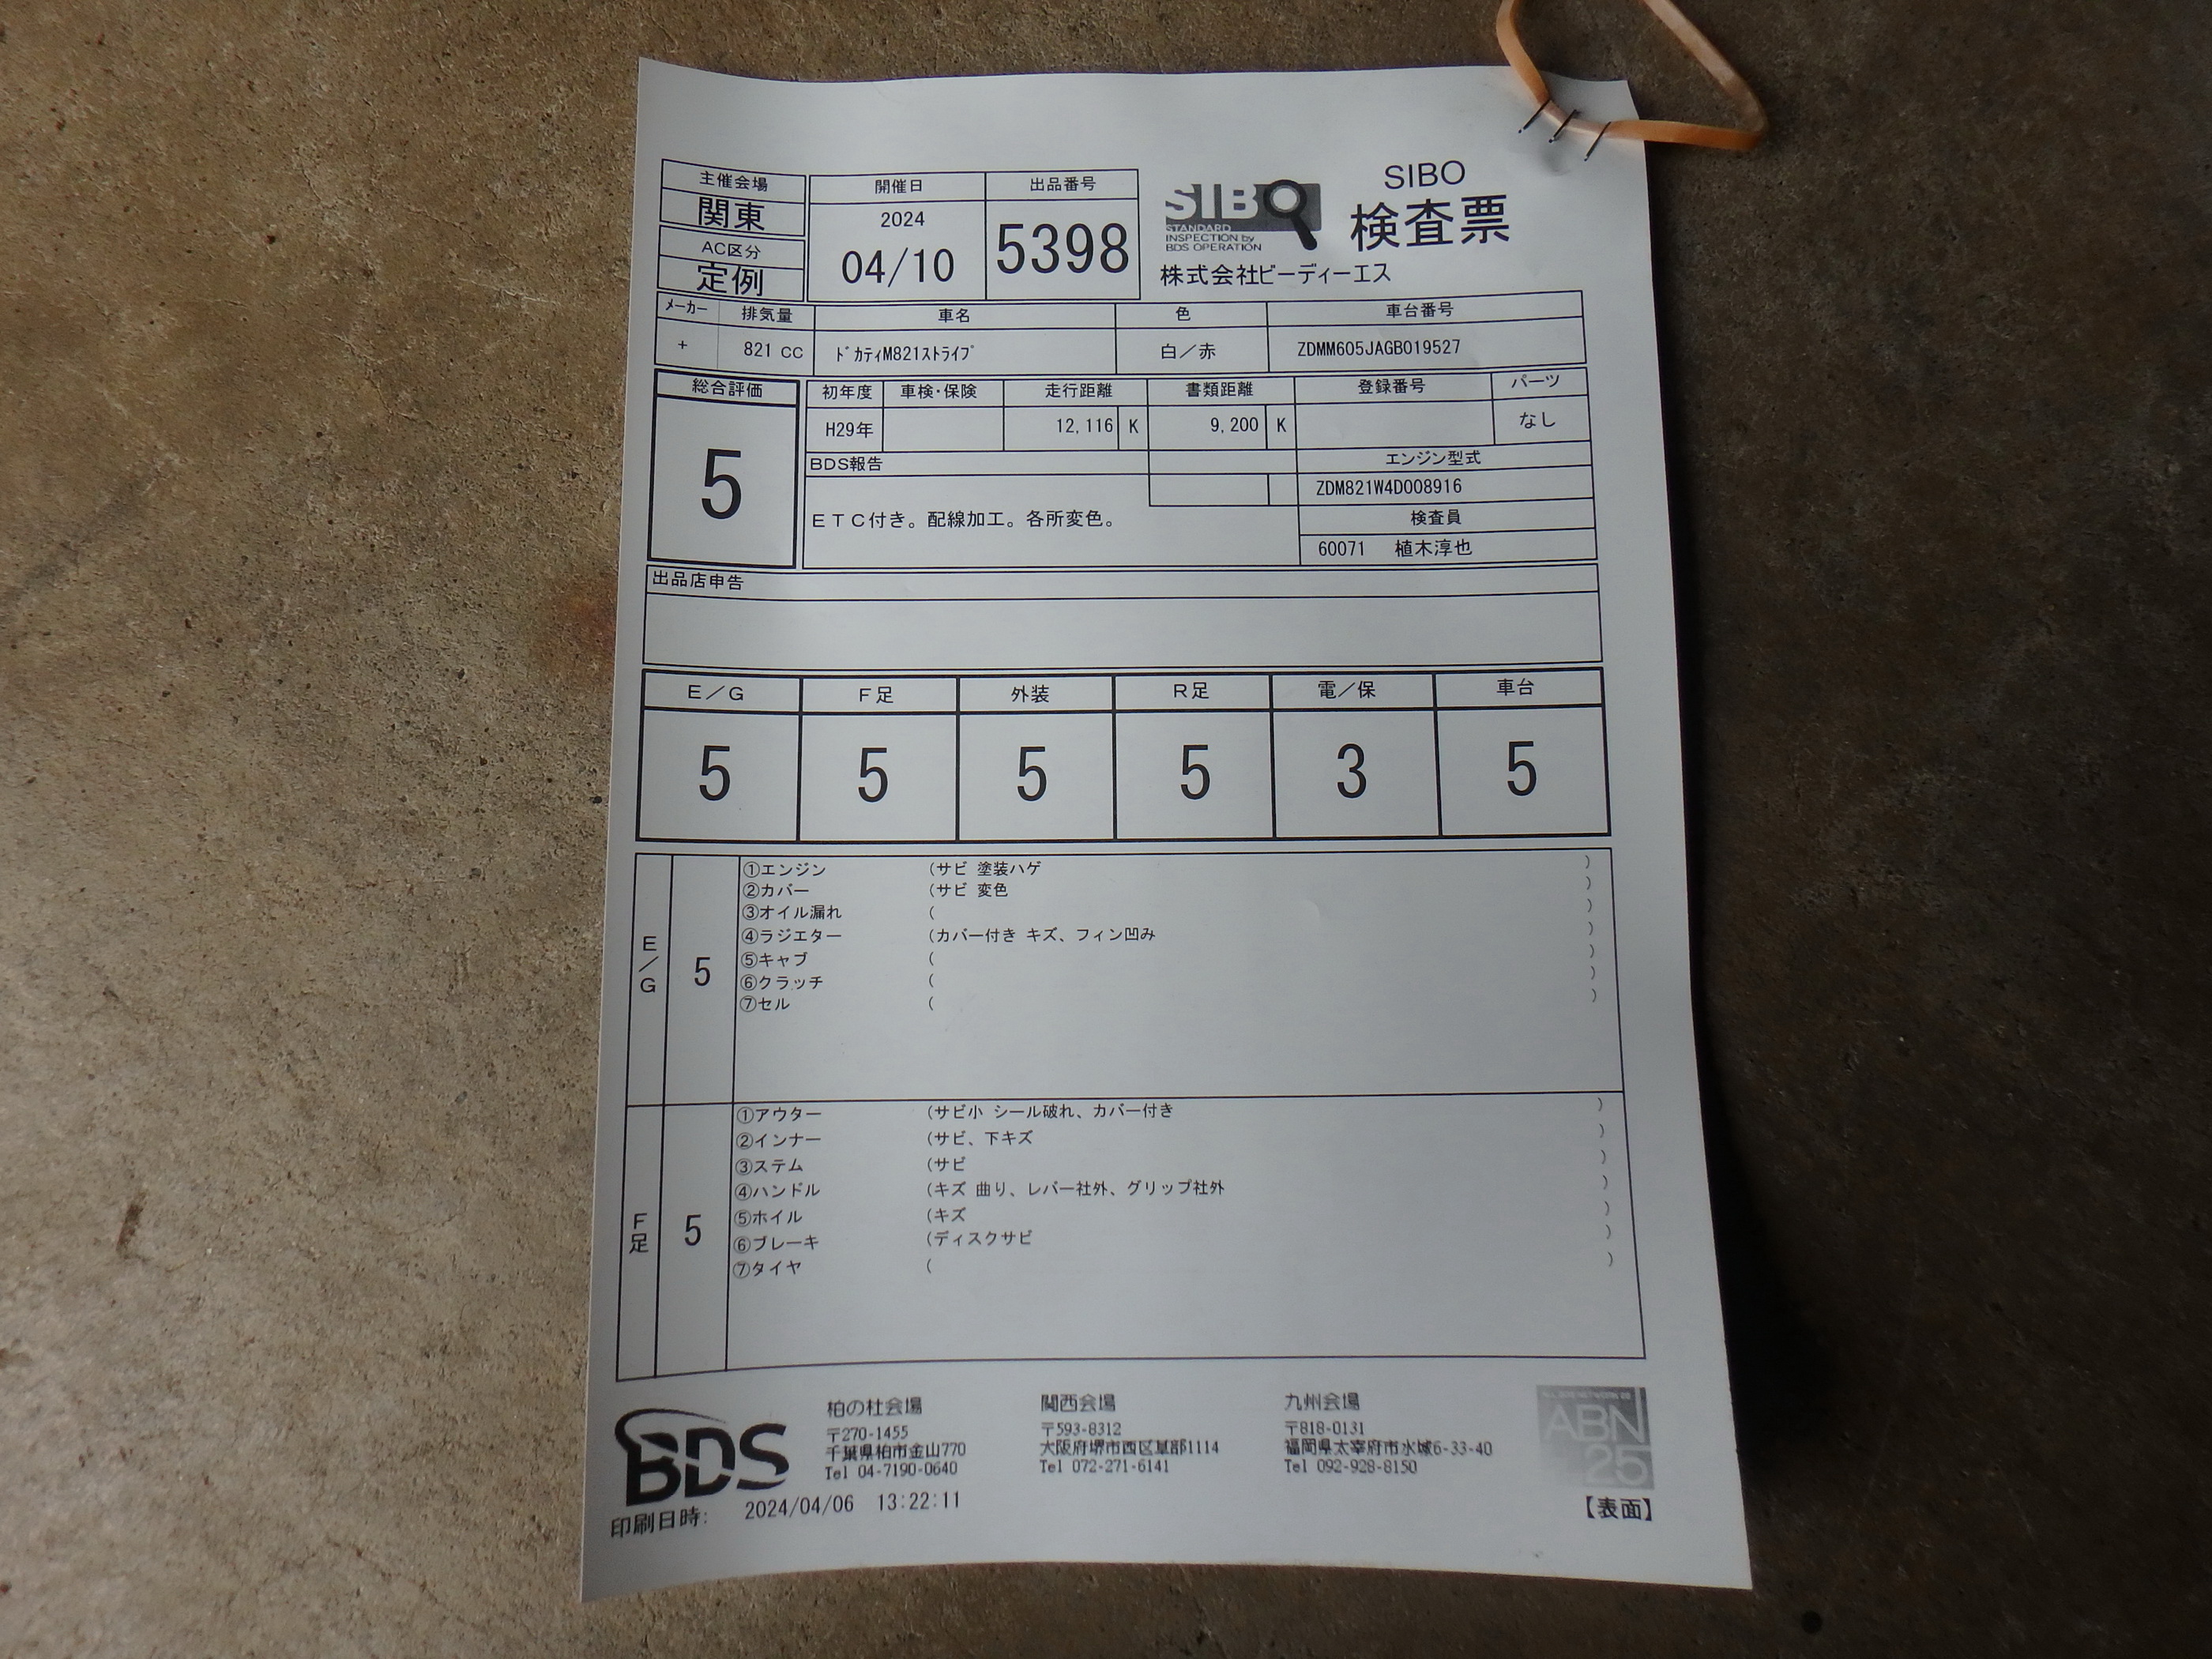 主催会場
関東
AC区分
定例
開催日
2024
04/10
出品番号
5398
SIBO
STANDARD
INSPECTION by
BDS OPERATION
SIBO
検査票
株式会社ビーディーエス
メーカー 排気量 車名 色 車台番号
+ 821 CC ドカティM821ストライプ 白／赤 ZDMM605JAGB019527
総合評価
5
初年度 車検・保険 走行距離 書類距離 登録番号 パーツ
H29年 12,116 K 9,200 K なし
BDS報告 エンジン型式
ZDM821W4D008916
ＥＴＣ付き。配線加工。各所変色。 検査員
60071 植木淳也
出品店申告
Ｅ／Ｇ Ｆ足 外装 Ｒ足 電／保 車台
5 5 5 5 3 5
Ｅ／Ｇ 5
①エンジン (サビ 塗装ハゲ )
②カバー (サビ 変色 )
③オイル漏れ ( )
④ラジエター (カバー付き キズ、フィン凹み )
⑤キャブ ( )
⑥クラッチ ( )
⑦セル ( )
Ｆ足 5
①アウター (サビ小 シール破れ、カバー付き )
②インナー (サビ、下キズ )
③ステム (サビ )
④ハンドル (キズ 曲り、レバー社外、グリップ社外 )
⑤ホイル (キズ )
⑥ブレーキ (ディスクサビ )
⑦タイヤ ( )
BDS
柏の杜会場
〒270-1455
千葉県柏市金山770
Tel 04-7190-0640
関西会場
〒593-8312
大阪府堺市西区草部1114
Tel 072-271-6141
九州会場
〒818-0131
福岡県太宰府市水城6-33-40
Tel 092-928-8150
ABN
25
印刷日時: 2024/04/06 13:22:11
【表面】